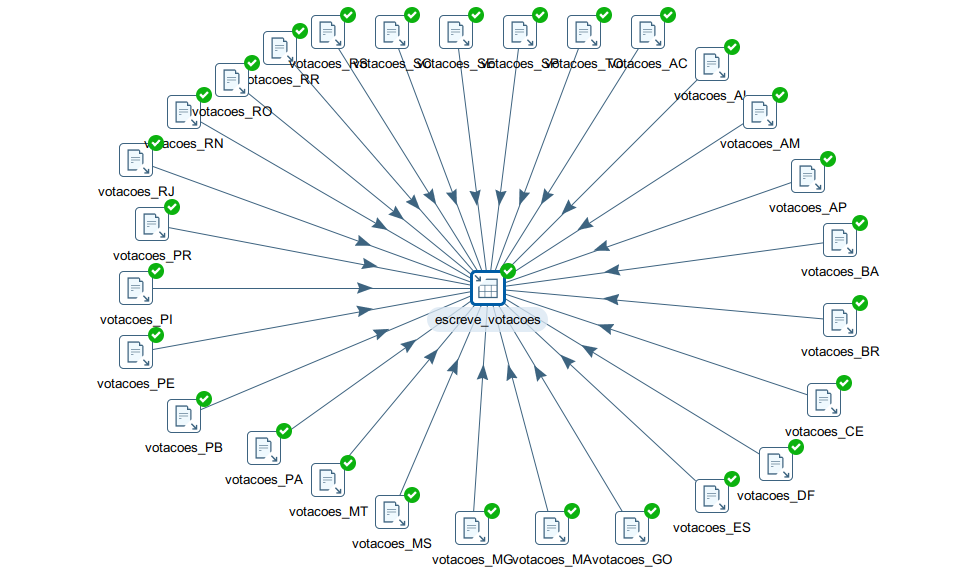 votacoes_RS
votacoes_SC
votacoes_SE
votacoes_SP
votacoes_TO
votacoes_AC
votacoes_RR
votacoes_AL
votacoes_RO
votacoes_RN
votacoes_AM
votacoes_RJ
votacoes_AP
votacoes_PR
votacoes_BA
votacoes_PI
escreve_votacoes
votacoes_BR
votacoes_PE
votacoes_CE
votacoes_PB
votacoes_PA
votacoes_DF
votacoes_MT
votacoes_ES
votacoes_MS
votacoes_MG
votacoes_MA
votacoes_GO